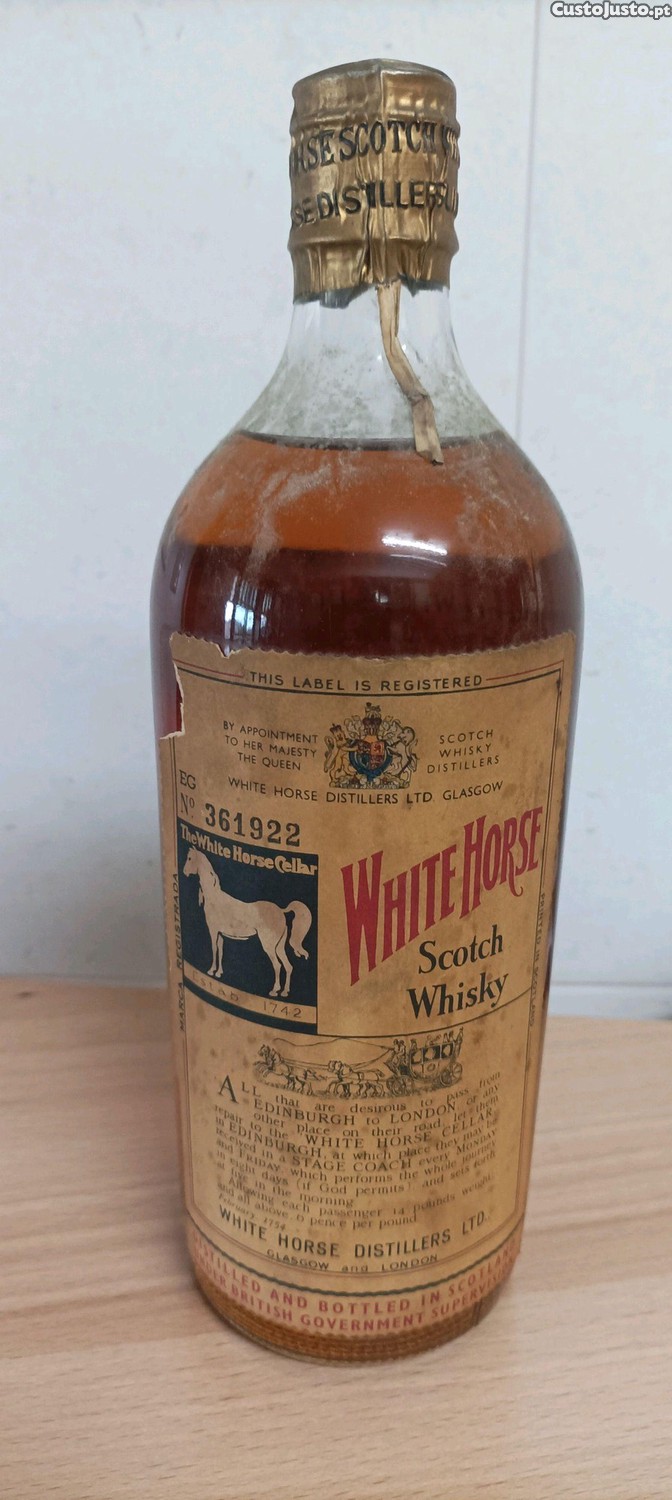 CustoJusto.pt
RSE SCOTCH
SE DISTILLERS
THIS LABEL IS REGISTERED
BY APPOINTMENT
TO HER MAJESTY
THE QUEEN
SCOTCH
WHISKY
DISTILLERS
WHITE HORSE DISTILLERS LTD. GLASGOW
EG
Nº 361922
The White Horse Cellar
ESTAB. 1742
WHITE HORSE
Scotch
Whisky
MARCA REGISTRADA
PRINTED IN SCOTLAND
ALL that are desirous to pass from
EDINBURGH to LONDON or any
other place on their road, let them
repair to the WHITE HORSE CELLAR
in EDINBURGH, at which place they may be
received in a STAGE COACH every MONDAY
and FRIDAY, which performs the whole journey
in eight days (if God permits) and sets forth
at five in the morning.
Allowing each passenger 14 pounds weight,
and all above 6 pence per pound
February, 1754.
WHITE HORSE DISTILLERS LTD.,
GLASGOW and LONDON
DISTILLED AND BOTTLED IN SCOTLAND
UNDER BRITISH GOVERNMENT SUPERVISION